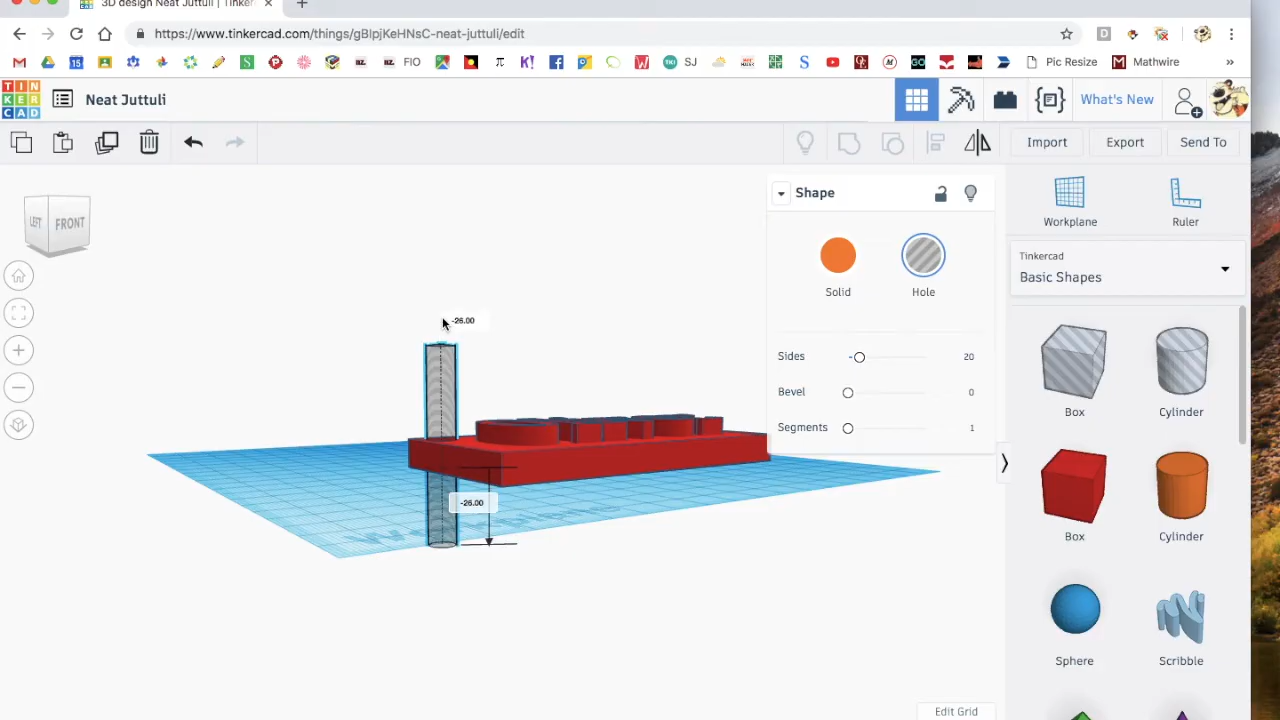 3D design Neat Juttuli | Tinker
https://www.tinkercad.com/things/gBlpjKeHNsC-neat-juttuli/edit
FIO
SJ
Pic Resize
Mathwire
»
TIN
KER
CAD
Neat Juttuli
What's New
Import
Export
Send To
LEFT
FRONT
Shape
Solid
Hole
Sides
20
Bevel
0
Segments
1
-26.00
-26.00
Workplane
Ruler
Tinkercad
Basic Shapes
Box
Cylinder
Box
Cylinder
Sphere
Scribble
Edit Grid